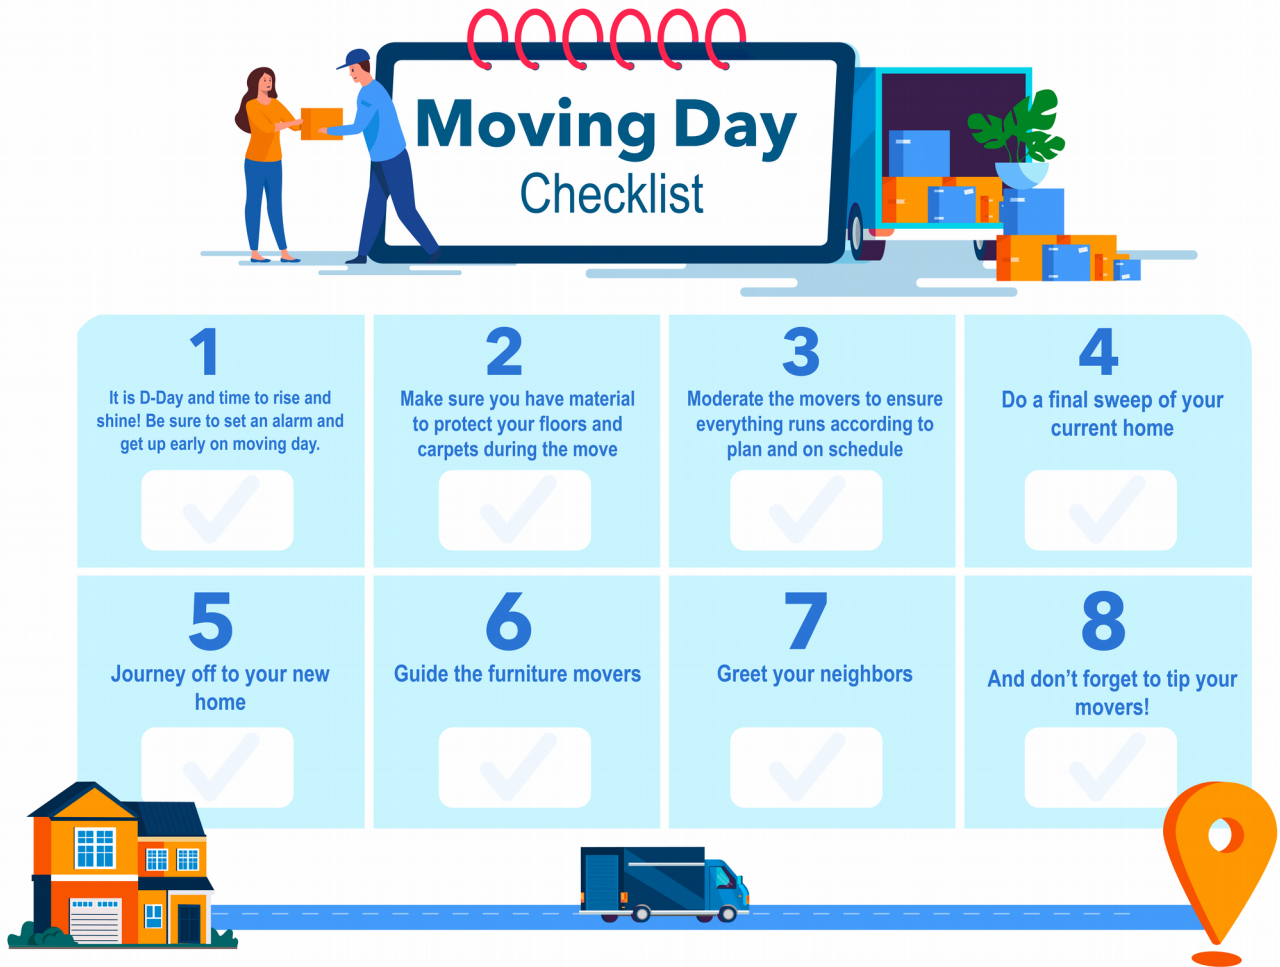 Moving Day
Checklist
1
It is D-Day and time to rise and
shine! Be sure to set an alarm and
get up early on moving day.
2
Make sure you have material
to protect your floors and
carpets during the move
3
Moderate the movers to ensure
everything runs according to
plan and on schedule
4
Do a final sweep of your
current home
5
Journey off to your new
home
6
Guide the furniture movers
7
Greet your neighbors
8
And don’t forget to tip your
movers!